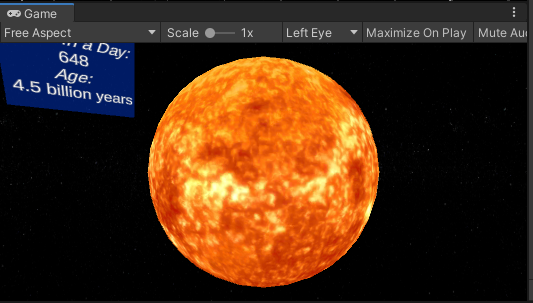 Game
Free Aspect
Scale
1x
Left Eye
Maximize On Play
Mute Au
in a Day:
648
Age:
4.5 billion years